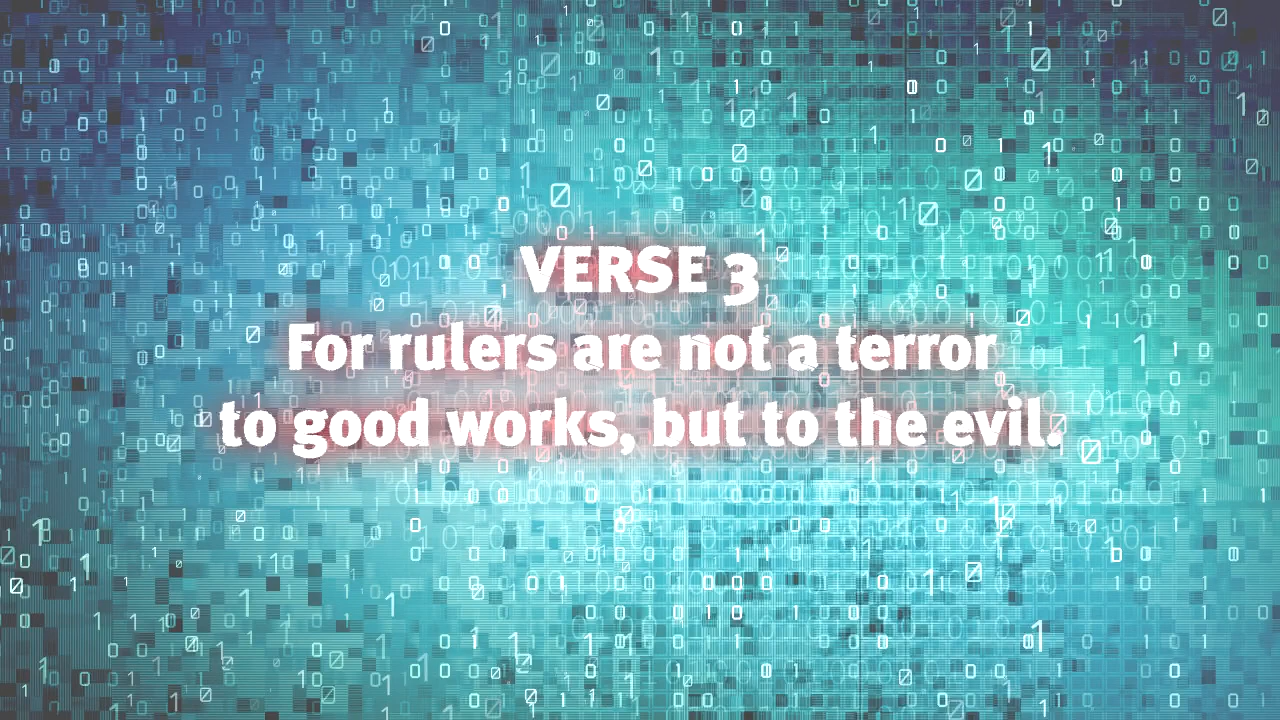 VERSE 3
For rulers are not a terror
to good works, but to the evil.